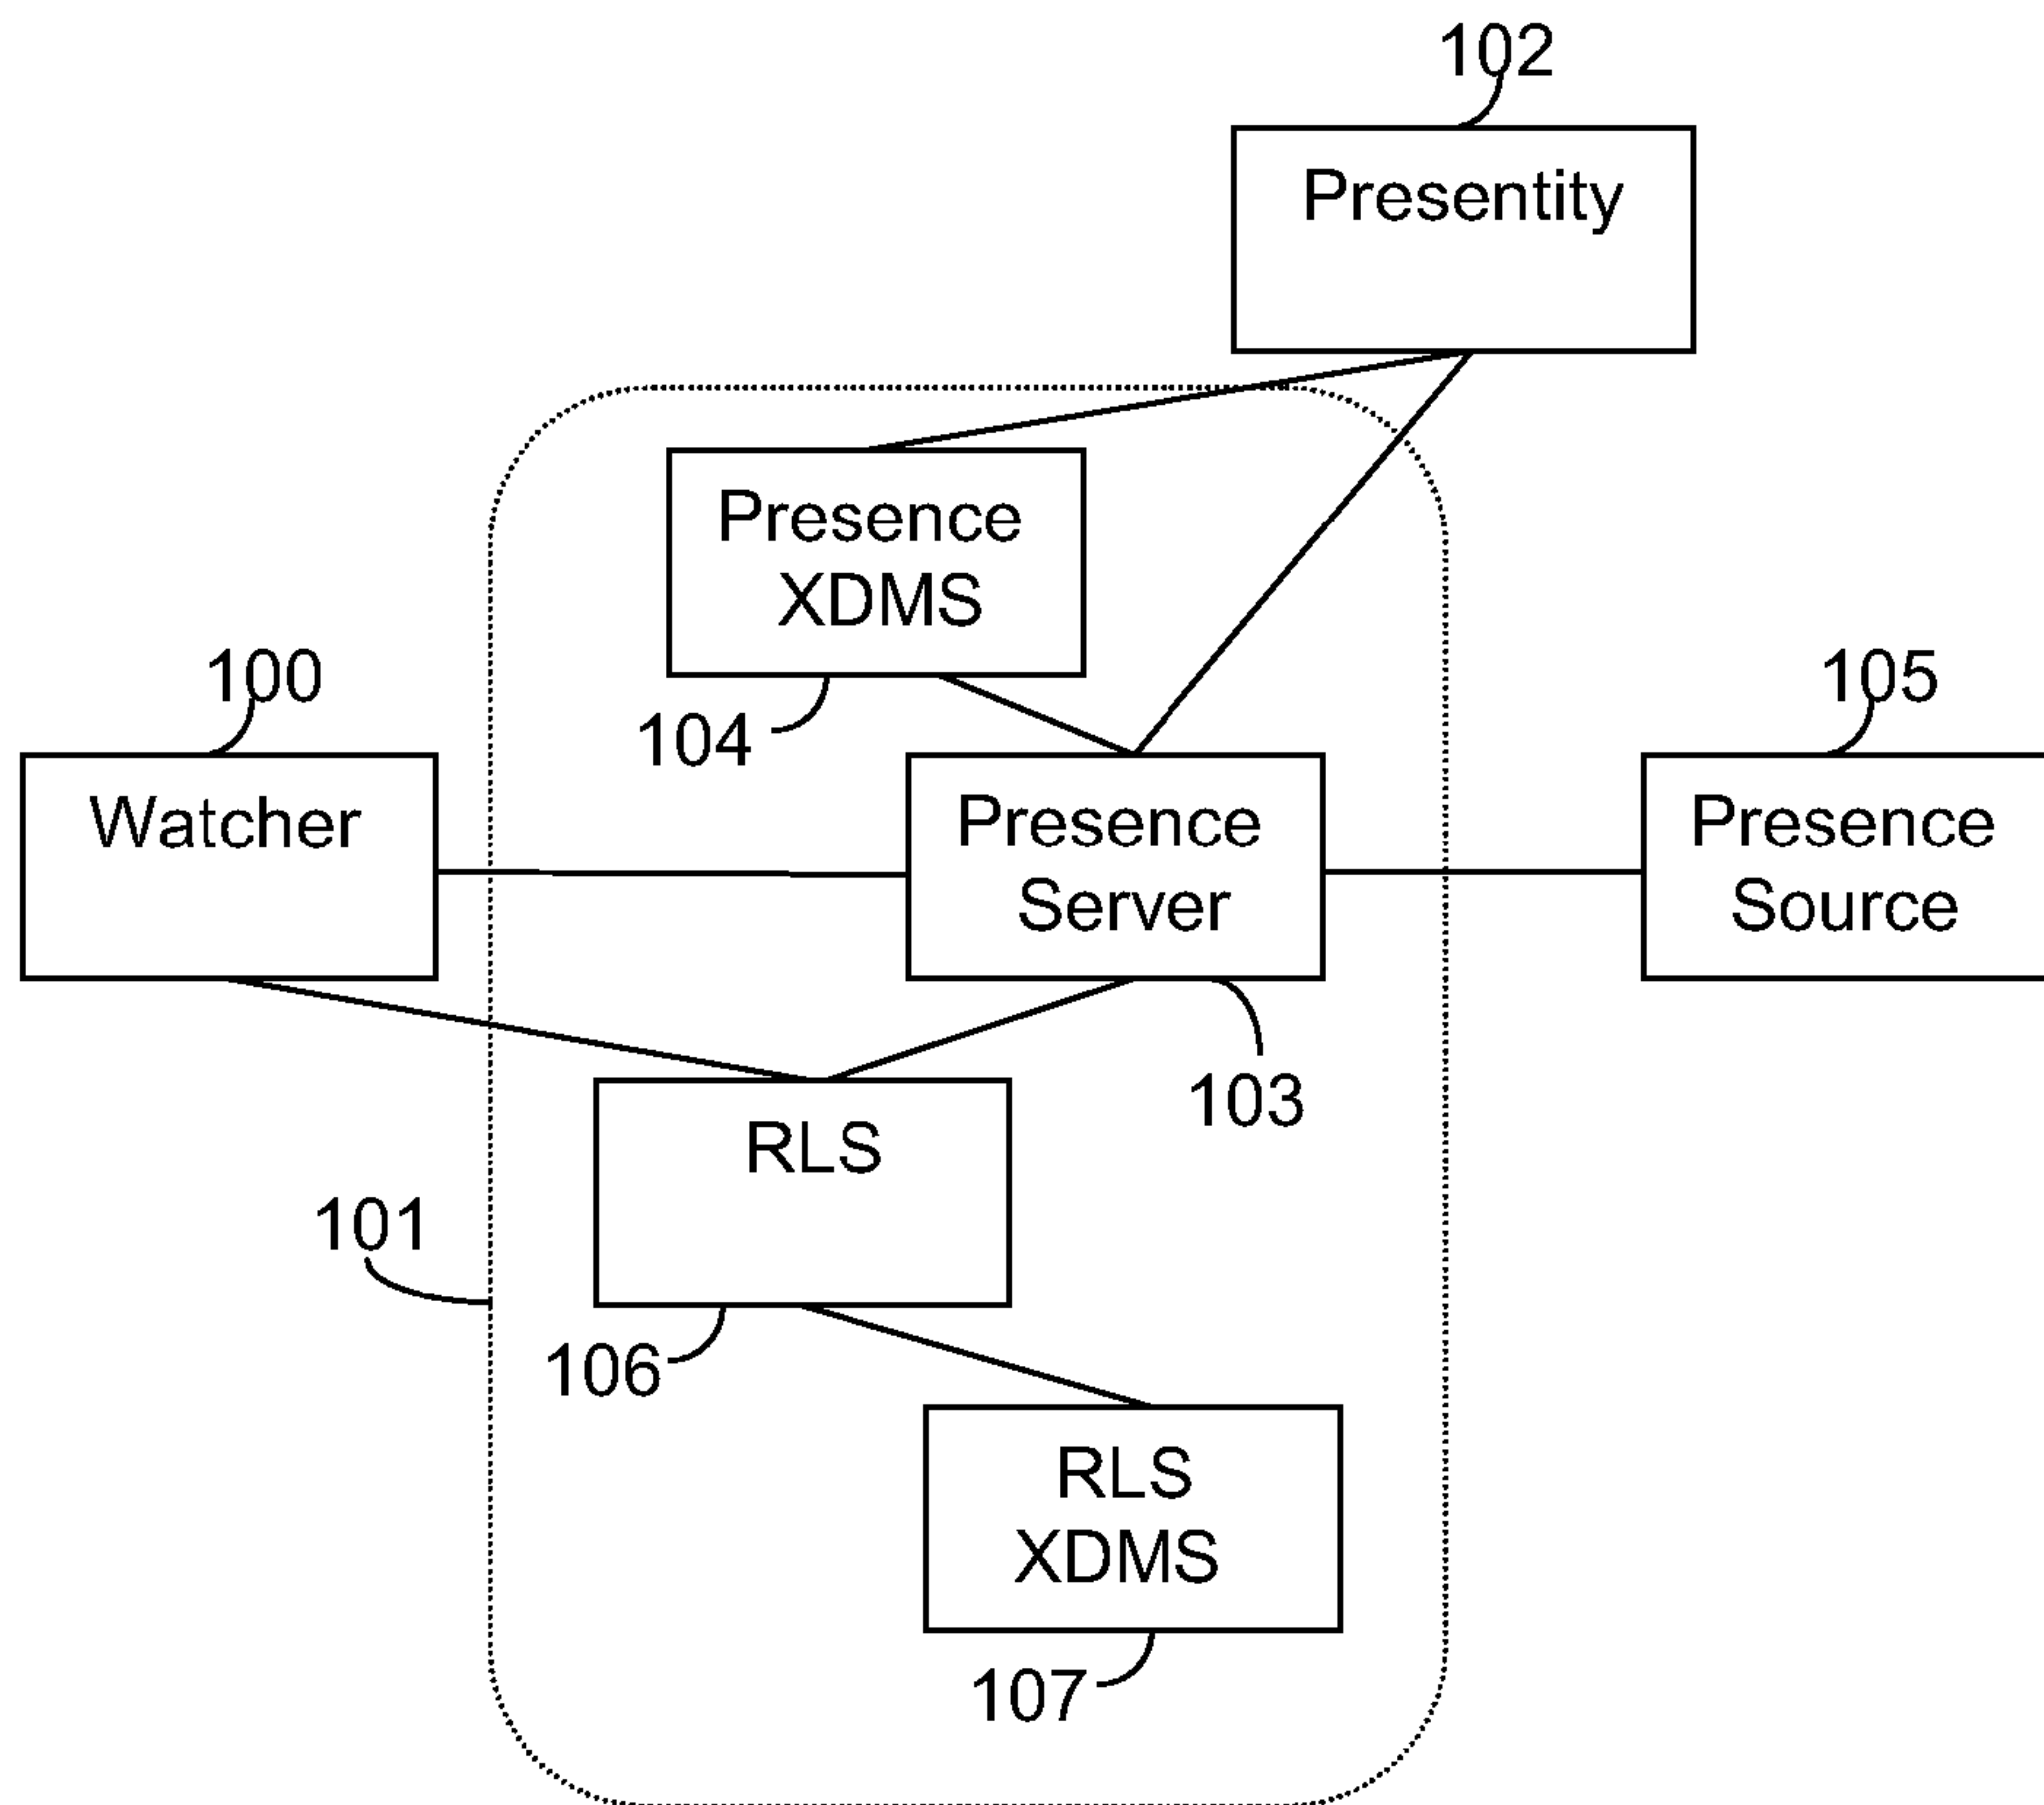 102
Presentity
Presence
XDMS
104
100
Watcher
Presence
Server
103
105
Presence
Source
RLS
101
106
RLS
XDMS
107